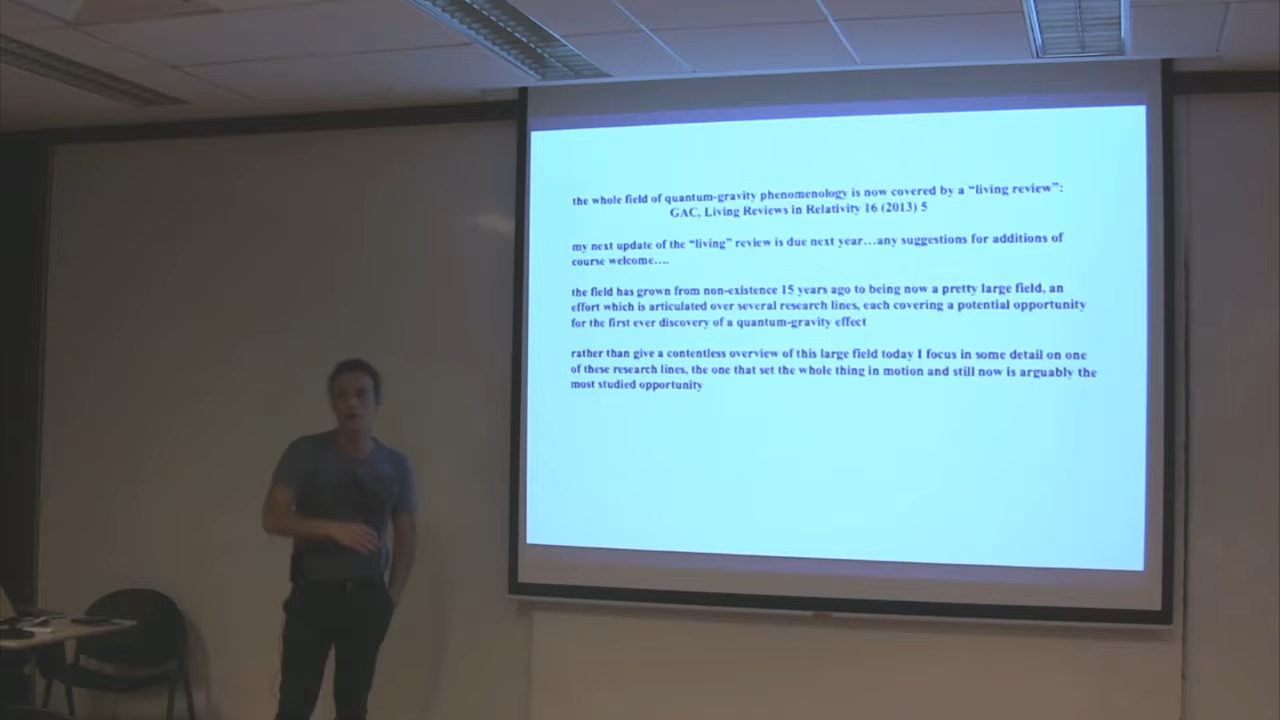 the whole field of quantum-gravity phenomenology is now covered by a “living review”:
GAC, Living Reviews in Relativity 16 (2013) 5
my next update of the “living” review is due next year…any suggestions for additions of
course welcome….
the field has grown from non-existence 15 years ago to being now a pretty large field, an
effort which is articulated over several research lines, each covering a potential opportunity
for the first ever discovery of a quantum-gravity effect
rather than give a contentless overview of this large field today I focus in some detail on one
of these research lines, the one that set the whole thing in motion and still now is arguably the
most studied opportunity